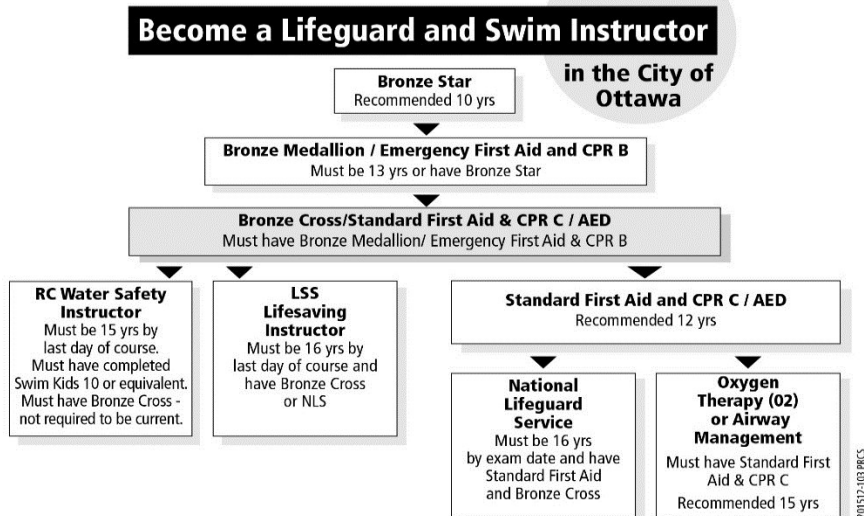 Become a Lifeguard and Swim Instructor
in the City of
Ottawa
Bronze Star
Recommended 10 yrs
Bronze Medallion / Emergency First Aid and CPR B
Must be 13 yrs or have Bronze Star
Bronze Cross/Standard First Aid & CPR C / AED
Must have Bronze Medallion/ Emergency First Aid & CPR B
RC Water Safety
Instructor
Must be 15 yrs by
last day of course.
Must have completed
Swim Kids 10 or equivalent.
Must have Bronze Cross -
not required to be current.
LSS
Lifesaving
Instructor
Must be 16 yrs by
last day of course and
have Bronze Cross
or NLS
Standard First Aid and CPR C / AED
Recommended 12 yrs
National
Lifeguard
Service
Must be 16 yrs
by exam date and have
Standard First Aid
and Bronze Cross
Oxygen
Therapy (02)
or Airway
Management
Must have Standard First
Aid & CPR C
Recommended 15 yrs
201512-103 PRCS